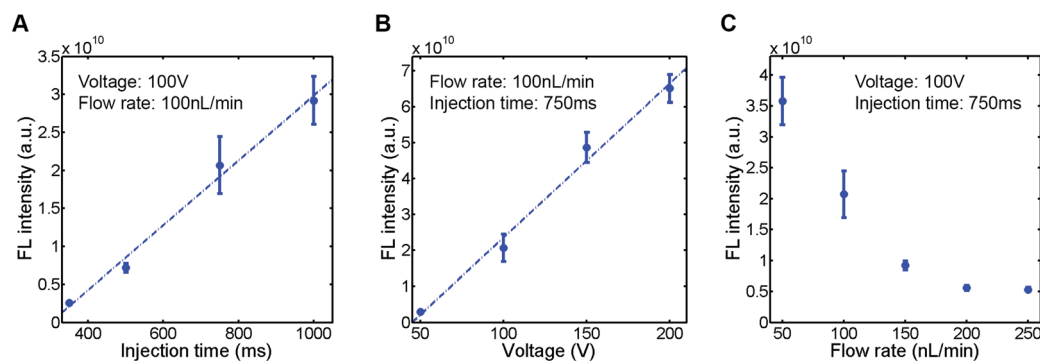 A
x 10^10
3.5
3
2.5
2
1.5
1
0.5
0
Voltage: 100V
Flow rate: 100nL/min
FL intensity (a.u.)
400 600 800 1000
Injection time (ms)
B
x 10^10
7
6
5
4
3
2
1
0
Flow rate: 100nL/min
Injection time: 750ms
FL intensity (a.u.)
50 100 150 200
Voltage (V)
C
x 10^10
4
3.5
3
2.5
2
1.5
1
0.5
0
Voltage: 100V
Injection time: 750ms
FL intensity (a.u.)
50 100 150 200 250
Flow rate (nL/min)